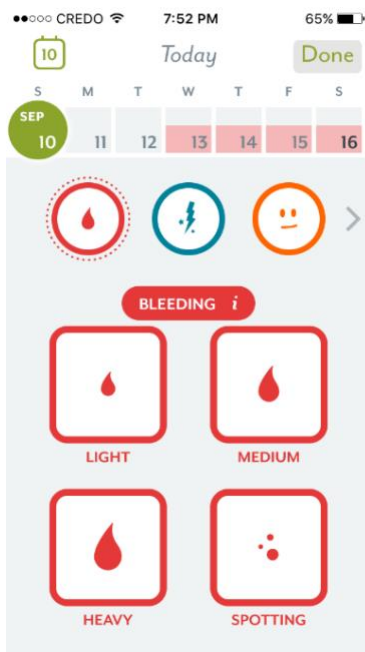 CREDO 7:52 PM 65%
10 Today Done
S M T W T F S
SEP
10 11 12 13 14 15 16
BLEEDING i
LIGHT MEDIUM
HEAVY SPOTTING